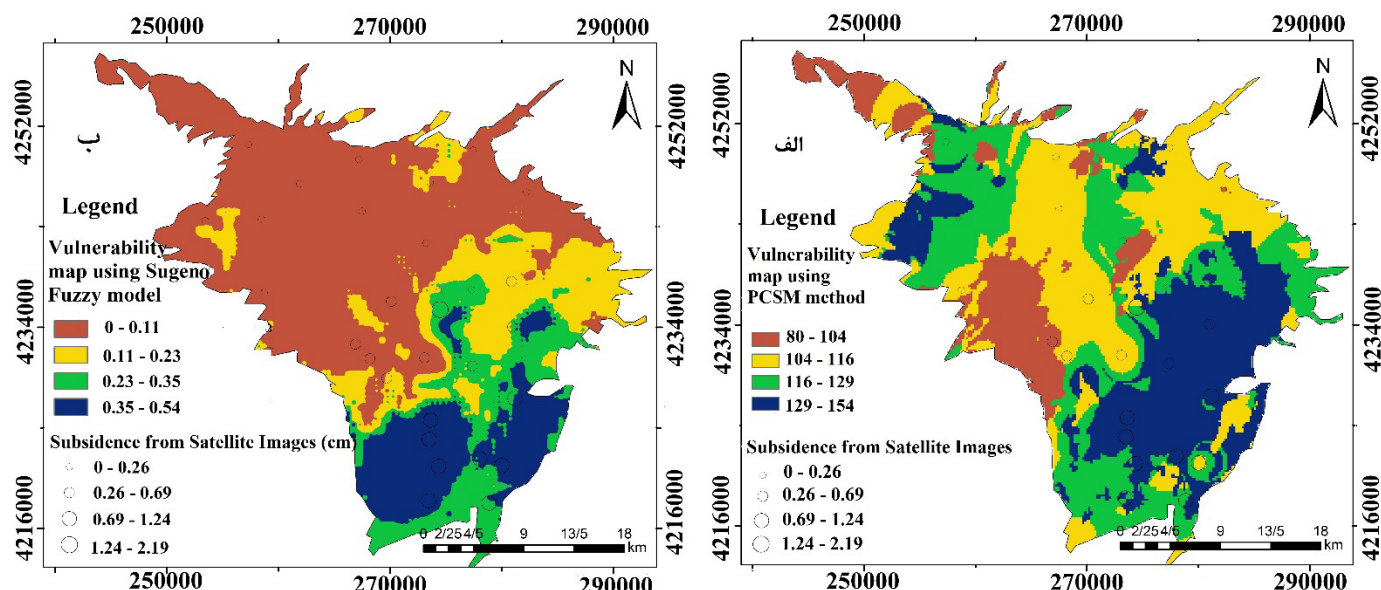 250000 270000 290000
4252000
4234000
4216000
N
ب
Legend
Vulnerability
map using Sugeno
Fuzzy model
0 - 0.11
0.11 - 0.23
0.23 - 0.35
0.35 - 0.54
Subsidence from Satellite Images (cm)
0 - 0.26
0.26 - 0.69
0.69 - 1.24
1.24 - 2.19
0 2/25 4/5 9 13/5 18
km
4252000
4234000
4216000
250000 270000 290000
250000 270000 290000
4252000
4234000
4216000
N
الف
Legend
Vulnerability
map using
PCSM method
80 - 104
104 - 116
116 - 129
129 - 154
Subsidence from Satellite Images
0 - 0.26
0.26 - 0.69
0.69 - 1.24
1.24 - 2.19
0 2/25 4/5 9 13/5 18
km
4252000
4234000
4216000
250000 270000 290000